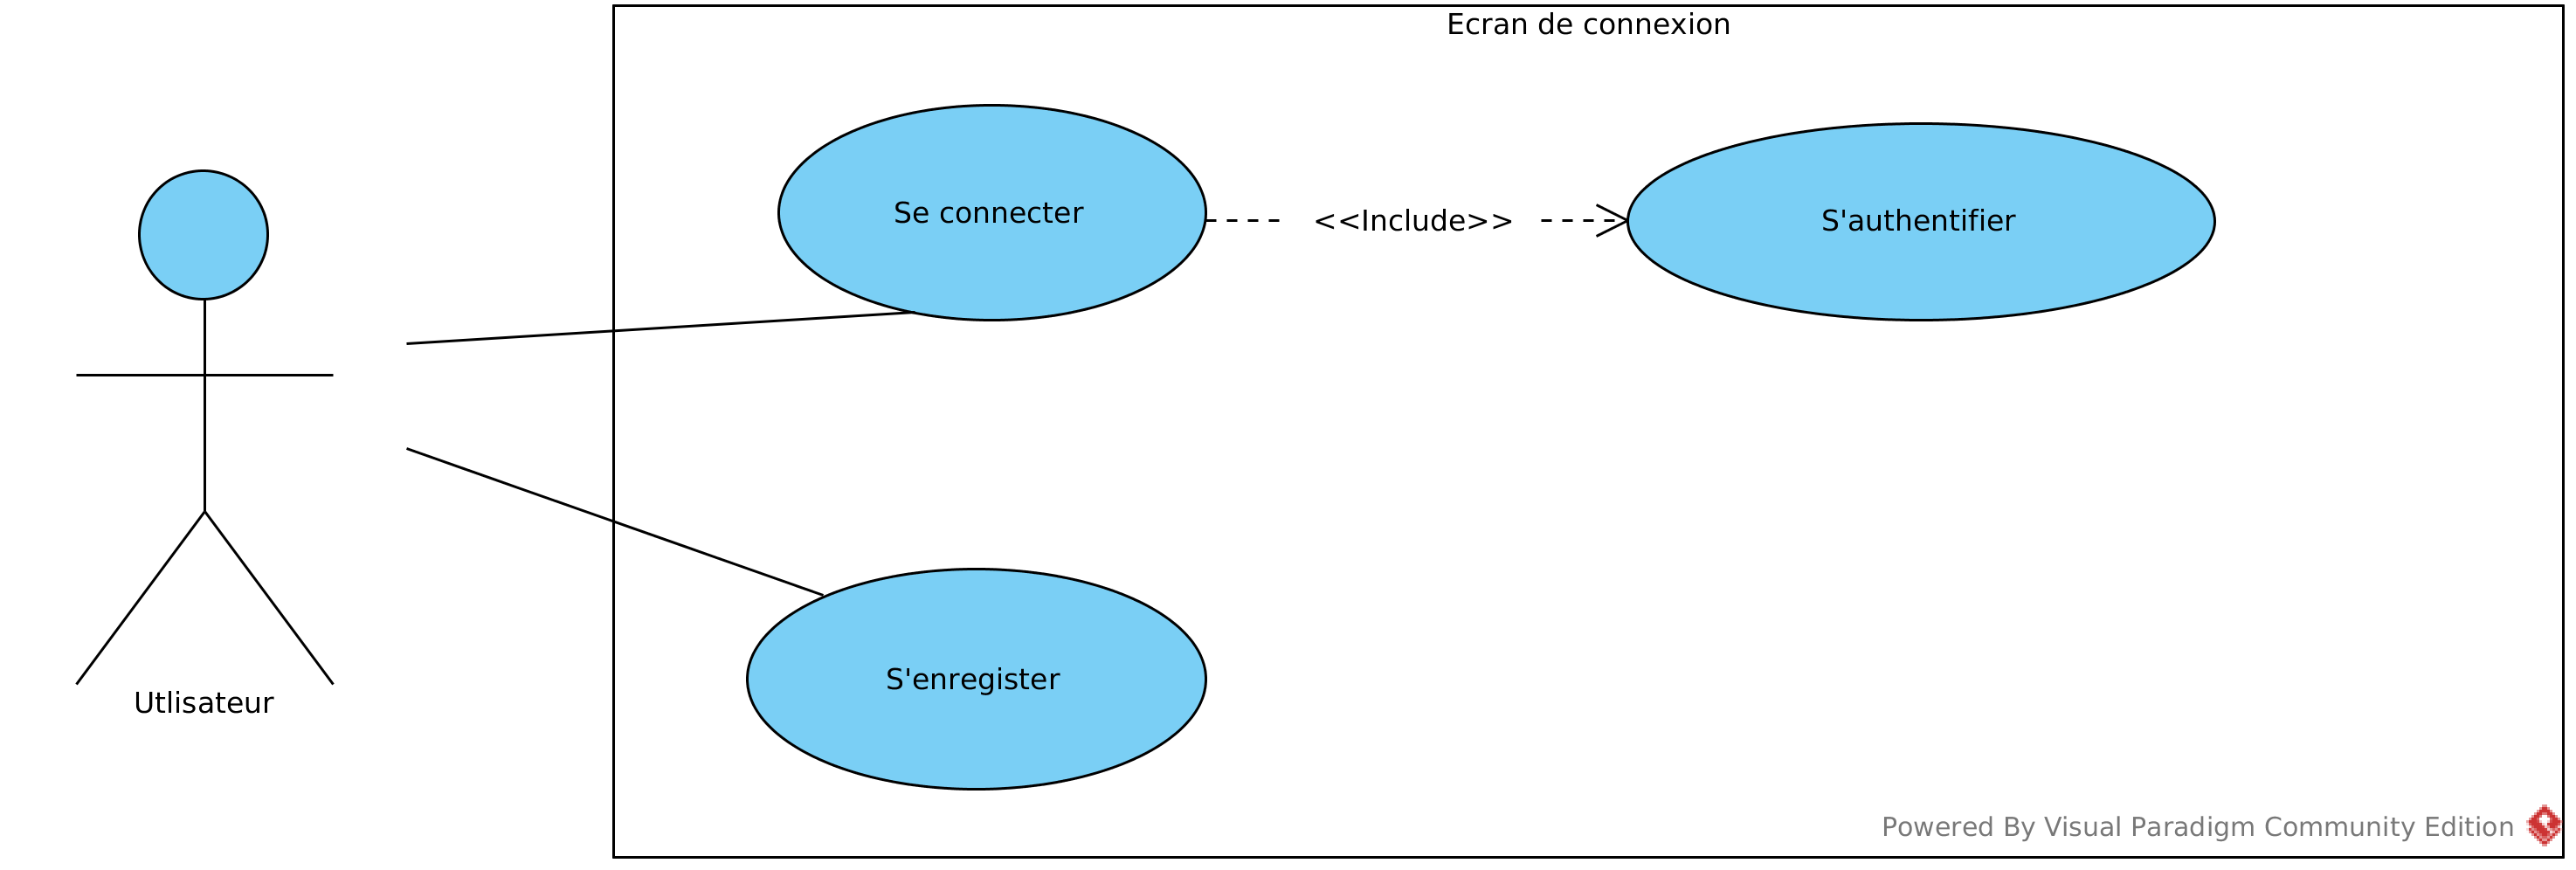 Ecran de connexion
Se connecter
<<Include>>
S'authentifier
S'enregister
Utlisateur
Powered By Visual Paradigm Community Edition